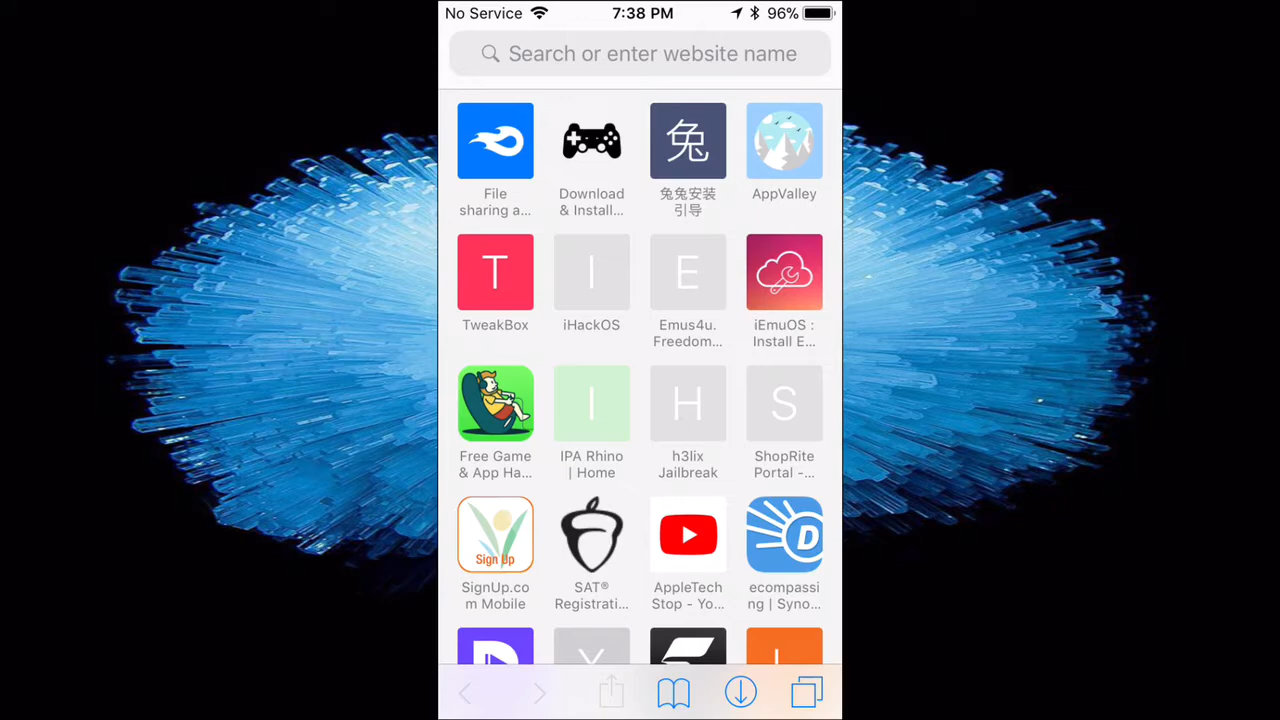 No Service 7:38 PM 96%
Search or enter website name
兔
File
sharing a...
Download
& Install...
兔兔安装
引导
AppValley
T I E
TweakBox
iHackOS
Emus4u.
Freedom...
iEmuOS :
Install E...
I H S
Free Game
& App Ha...
IPA Rhino
| Home
h3lix
Jailbreak
ShopRite
Portal -...
Sign Up
D
SignUp.co
m Mobile
SAT®
Registrati...
AppleTech
Stop - Yo...
ecompassi
ng | Syno...